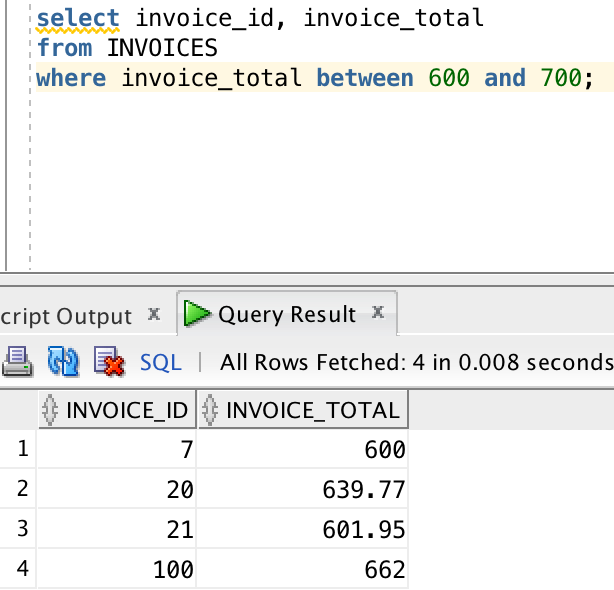 select invoice_id, invoice_total
from INVOICES
where invoice_total between 600 and 700;
cript Output x Query Result x
SQL | All Rows Fetched: 4 in 0.008 seconds
INVOICE_ID INVOICE_TOTAL
1 7 600
2 20 639.77
3 21 601.95
4 100 662